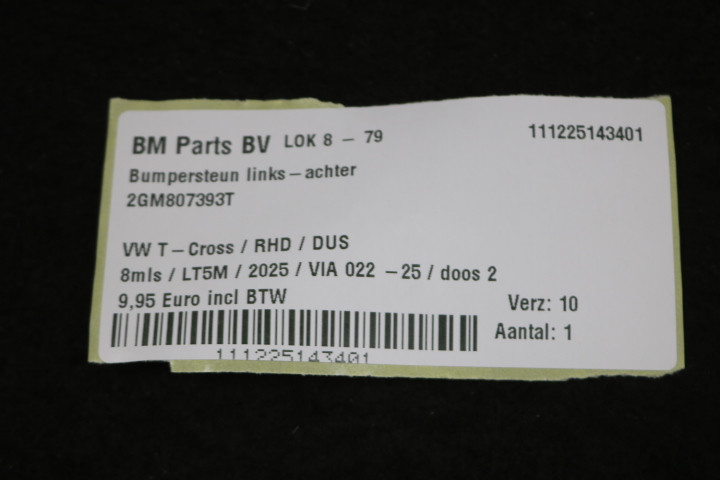 BM Parts BV LOK 8 - 79 111225143401
Bumpersteun links-achter
2GM807393T
VW T-Cross / RHD / DUS
8mls / LT5M / 2025 / VIA 022 -25 / doos 2
9,95 Euro incl BTW Verz: 10
Aantal: 1
111225143401